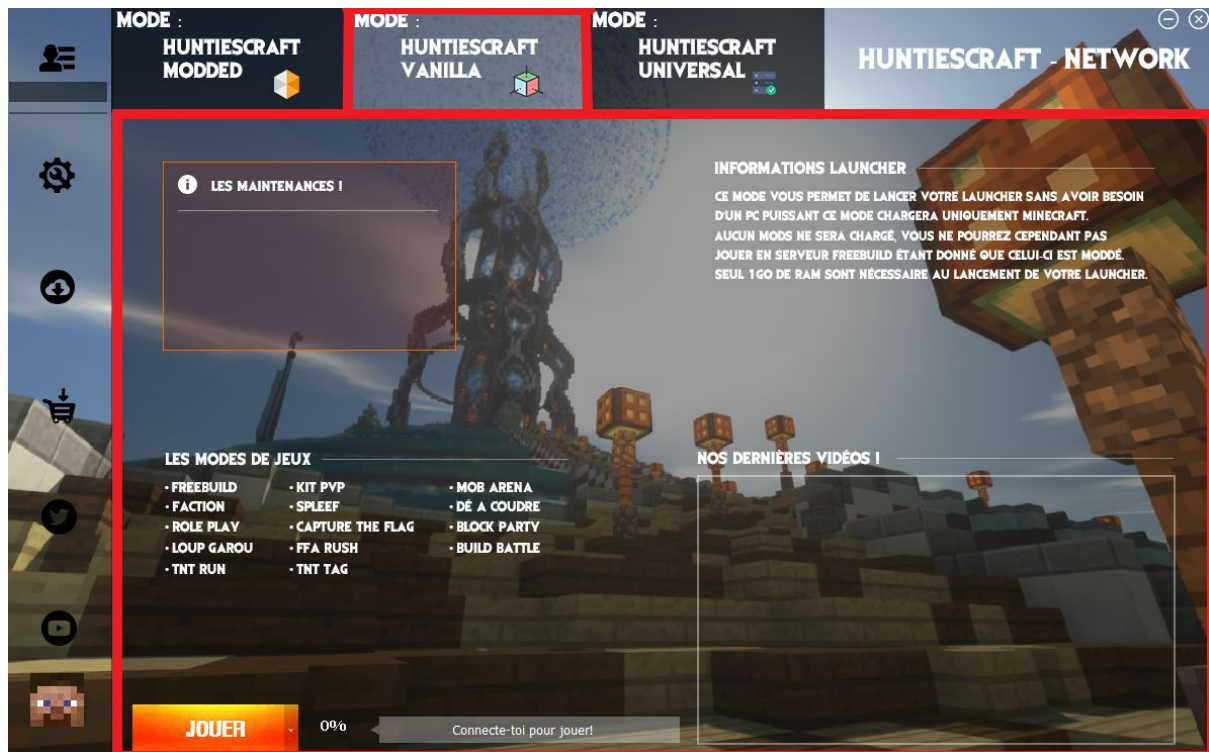 MODE :
HUNTIESCRAFT
MODDED
MODE :
HUNTIESCRAFT
VANILLA
MODE :
HUNTIESCRAFT
UNIVERSAL
HUNTIESCRAFT - NETWORK
LES MAINTENANCES !
INFORMATIONS LAUNCHER
CE MODE VOUS PERMET DE LANCER VOTRE LAUNCHER SANS AVOIR BESOIN
D'UN PC PUISSANT CE MODE CHARGERA UNIQUEMENT MINECRAFT.
AUCUN MODS NE SERA CHARGÉ, VOUS NE POURREZ CEPENDANT PAS
JOUER EN SERVEUR FREEBUILD ÉTANT DONNÉ QUE CELUI-CI EST MODDÉ.
SEUL 1GO DE RAM SONT NÉCESSAIRE AU LANCEMENT DE VOTRE LAUNCHER.
LES MODES DE JEUX
• FREEBUILD
• FACTION
• ROLE PLAY
• LOUP GAROU
• TNT RUN
• KIT PVP
• SPLEEF
• CAPTURE THE FLAG
• FFA RUSH
• TNT TAG
• MOB ARENA
• DÉ A COUDRE
• BLOCK PARTY
• BUILD BATTLE
NOS DERNIÈRES VIDÉOS !
JOUER
0%
Connecte-toi pour jouer!